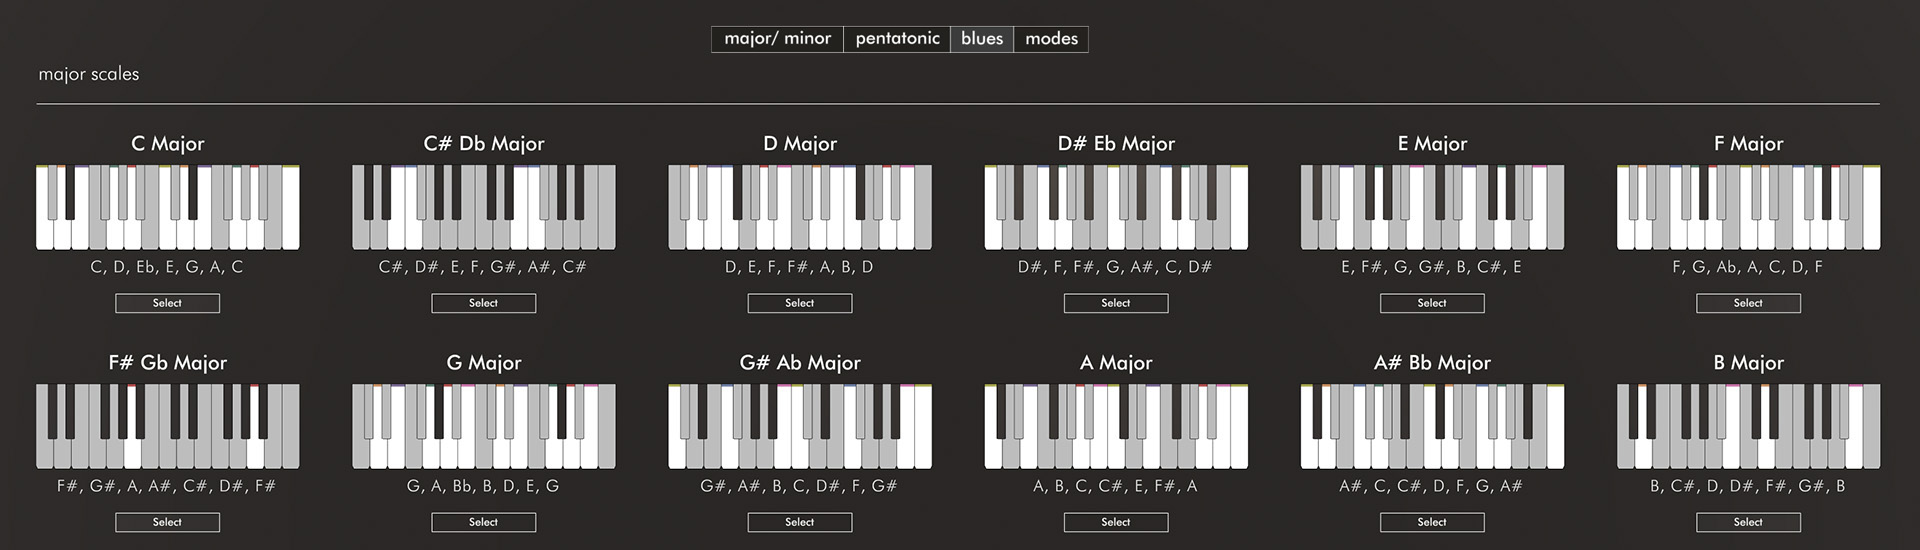 major/ minor pentatonic blues modes
major scales
C Major C# Db Major D Major D# Eb Major E Major F Major
C, D, Eb, E, G, A, C C#, D#, E, F, G#, A#, C# D, E, F, F#, A, B, D D#, F, F#, G, A#, C, D# E, F#, G, G#, B, C#, E F, G, Ab, A, C, D, F
Select Select Select Select Select Select
F# Gb Major G Major G# Ab Major A Major A# Bb Major B Major
F#, G#, A, A#, C#, D#, F# G, A, Bb, B, D, E, G G#, A#, B, C, D#, F, G# A, B, C, C#, E, F#, A A#, C, C#, D, F, G, A# B, C#, D, D#, F#, G#, B
Select Select Select Select Select Select